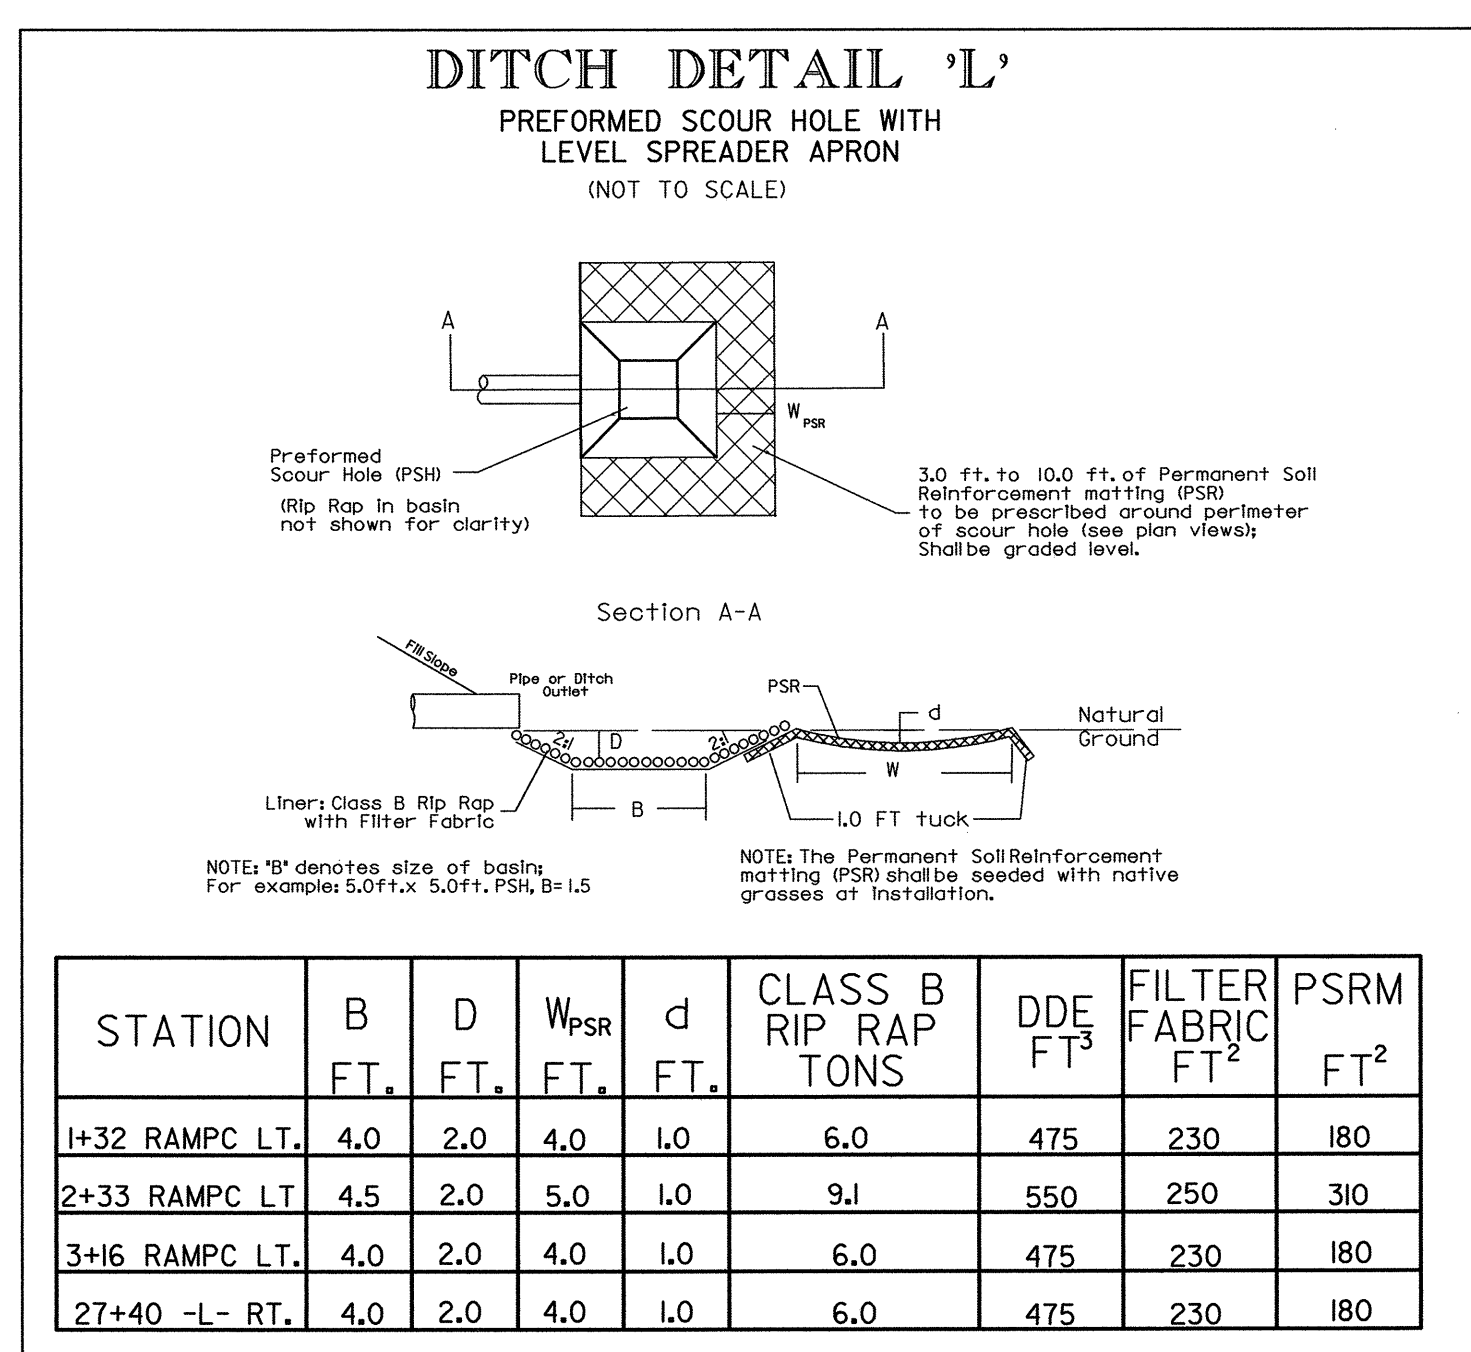 DITCH DETAIL 'L'
PREFORMED SCOUR HOLE WITH
LEVEL SPREADER APRON
(NOT TO SCALE)
A
A
W PSR
Preformed
Scour Hole (PSH)
(Rip Rap in basin
not shown for clarity)
3.0 ft. to 10.0 ft. of Permanent Soil
Reinforcement matting (PSR)
to be prescribed around perimeter
of scour hole (see plan views);
Shall be graded level.
Section A-A
Fill Slope
Pipe or Ditch
Outlet
PSR
d
Natural
Ground
2:1
D
2:1
W
B
Liner: Class B Rip Rap
with Filter Fabric
1.0 FT tuck
NOTE: "B" denotes size of basin;
For example: 5.0ft. x 5.0ft. PSH, B= 1.5
NOTE: The Permanent Soil Reinforcement
matting (PSR) shall be seeded with native
grasses at installation.
STATION B FT. D FT. WPSR FT. d FT. CLASS B RIP RAP TONS DDE FT³ FILTER FABRIC FT² PSRM FT²
1+32 RAMPC LT. 4.0 2.0 4.0 1.0 6.0 475 230 180
2+33 RAMPC LT 4.5 2.0 5.0 1.0 9.1 550 250 310
3+16 RAMPC LT. 4.0 2.0 4.0 1.0 6.0 475 230 180
27+40 -L- RT. 4.0 2.0 4.0 1.0 6.0 475 230 180